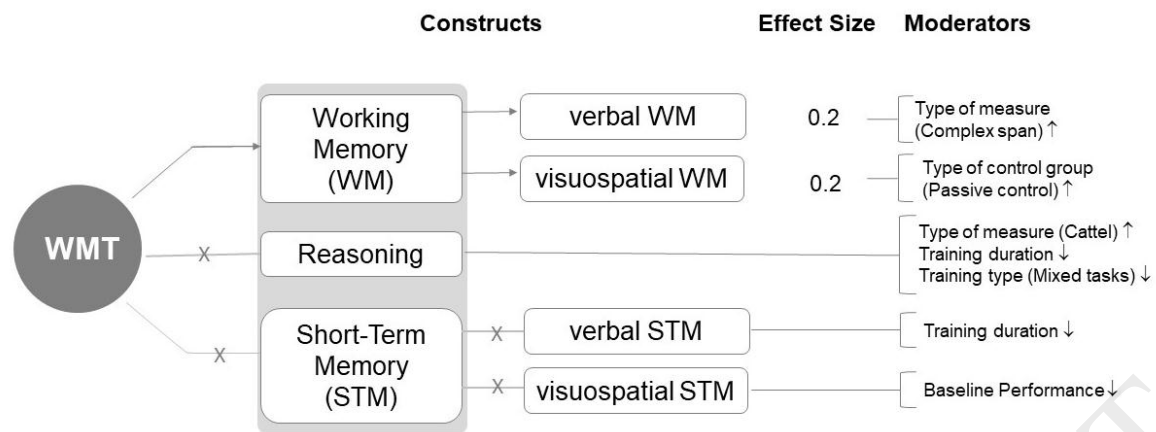 Constructs Effect Size Moderators
Working
Memory
(WM)
verbal WM
0.2
Type of measure
(Complex span) ↑
visuospatial WM
0.2
Type of control group
(Passive control) ↑
WMT
X
Reasoning
Type of measure (Cattel) ↑
Training duration ↓
Training type (Mixed tasks) ↓
X
Short-Term
Memory
(STM)
X
verbal STM
Training duration ↓
X
visuospatial STM
Baseline Performance ↓